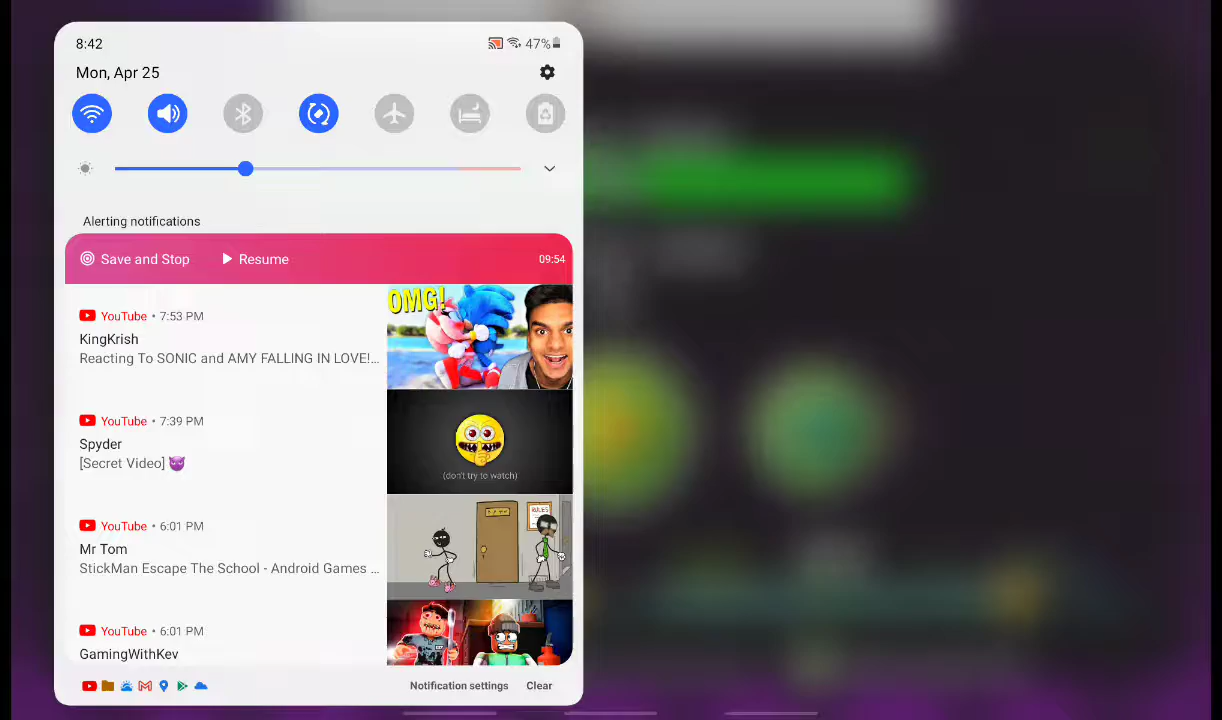 8:42
47%
Mon, Apr 25
Alerting notifications
Save and Stop
Resume
09:54
YouTube • 7:53 PM
KingKrish
Reacting To SONIC and AMY FALLING IN LOVE!...
OMG!
YouTube • 7:39 PM
Spyder
[Secret Video] 😈
(don't try to watch)
YouTube • 6:01 PM
Mr Tom
StickMan Escape The School - Android Games ...
RULES
YouTube • 6:01 PM
GamingWithKev
Notification settings
Clear